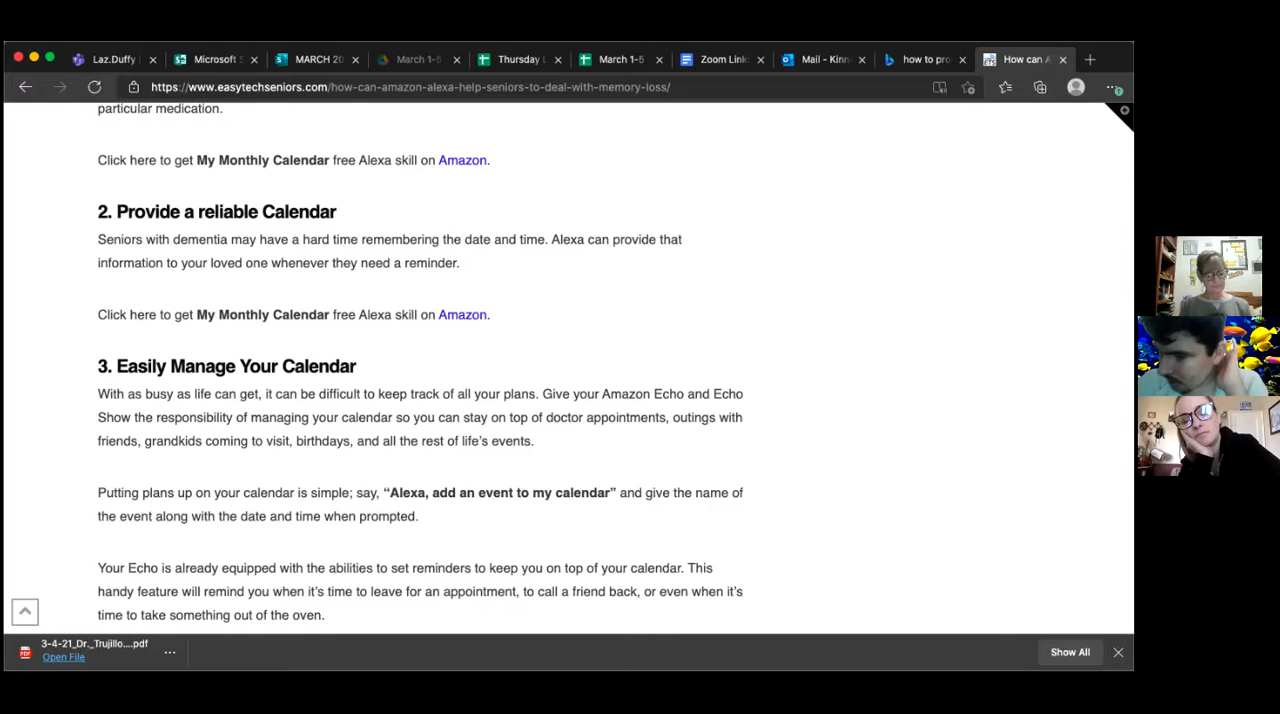 Laz.Duffy
Microsoft
MARCH 20
March 1-5
Thursday L
March 1-5
Zoom Link
Mail - Kinn
how to pro
How can A
https://www.easytechseniors.com/how-can-amazon-alexa-help-seniors-to-deal-with-memory-loss/
particular medication.
Click here to get My Monthly Calendar free Alexa skill on Amazon.
2. Provide a reliable Calendar
Seniors with dementia may have a hard time remembering the date and time. Alexa can provide that
information to your loved one whenever they need a reminder.
Click here to get My Monthly Calendar free Alexa skill on Amazon.
3. Easily Manage Your Calendar
With as busy as life can get, it can be difficult to keep track of all your plans. Give your Amazon Echo and Echo
Show the responsibility of managing your calendar so you can stay on top of doctor appointments, outings with
friends, grandkids coming to visit, birthdays, and all the rest of life's events.
Putting plans up on your calendar is simple; say, “Alexa, add an event to my calendar” and give the name of
the event along with the date and time when prompted.
Your Echo is already equipped with the abilities to set reminders to keep you on top of your calendar. This
handy feature will remind you when it's time to leave for an appointment, to call a friend back, or even when it's
time to take something out of the oven.
3-4-21_Dr._Trujillo....pdf
Open File
Show All